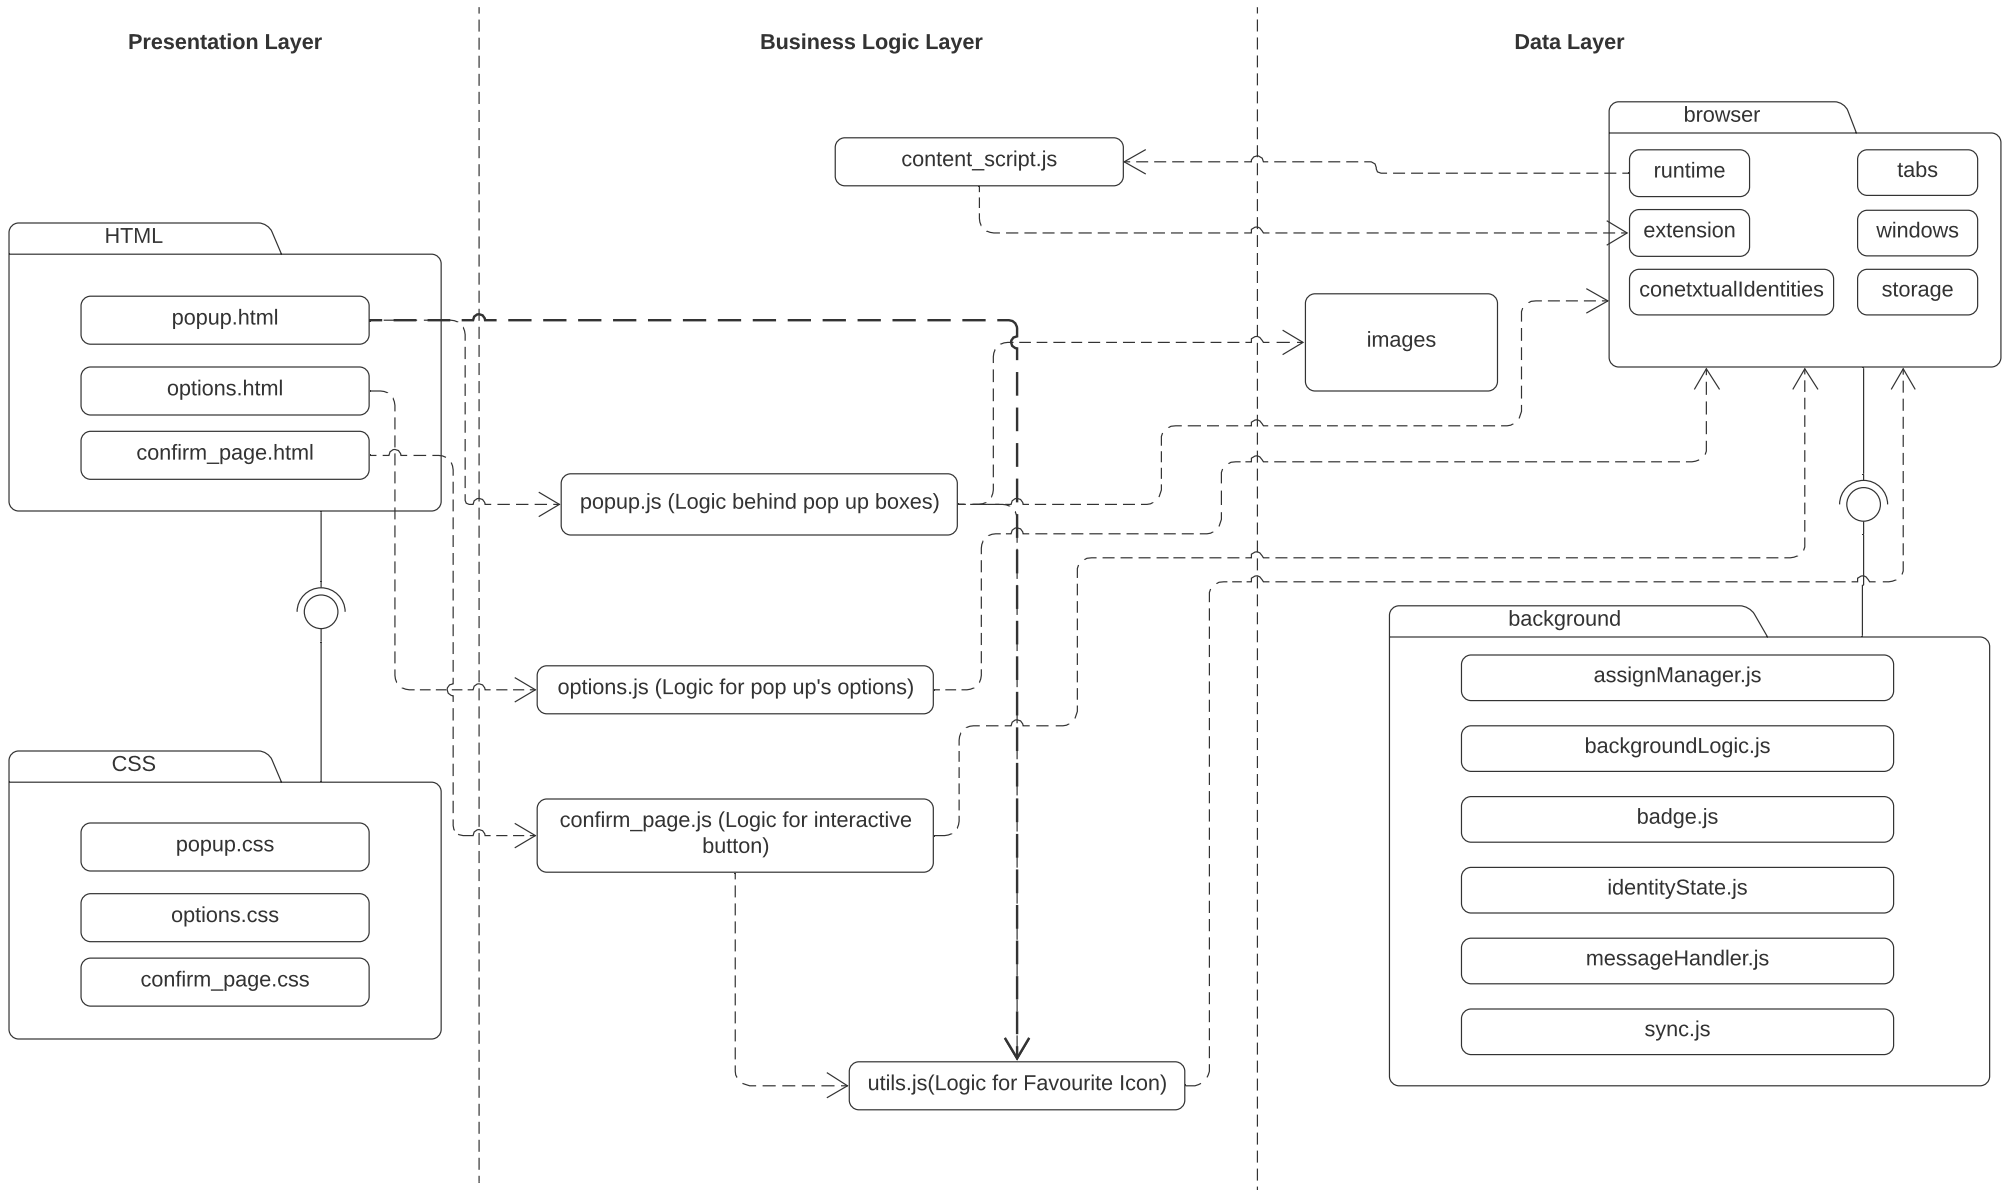 Presentation Layer
Business Logic Layer
Data Layer
HTML
popup.html
options.html
confirm_page.html
CSS
popup.css
options.css
confirm_page.css
content_script.js
popup.js (Logic behind pop up boxes)
options.js (Logic for pop up's options)
confirm_page.js (Logic for interactive
button)
utils.js(Logic for Favourite Icon)
images
browser
runtime
tabs
extension
windows
conetxtualIdentities
storage
background
assignManager.js
backgroundLogic.js
badge.js
identityState.js
messageHandler.js
sync.js